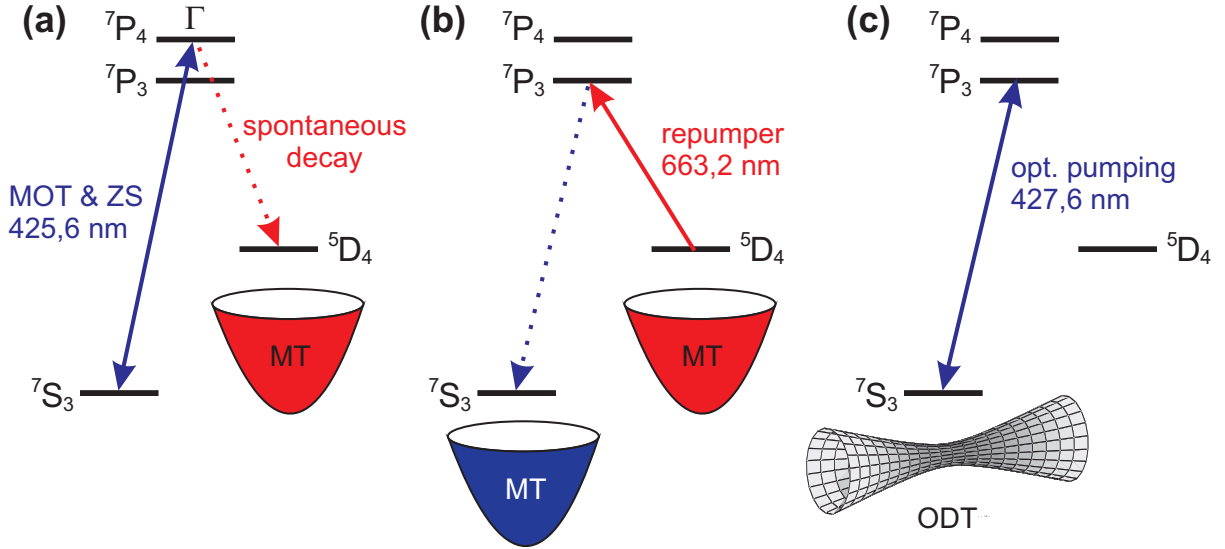 (a)
⁷P₄
Γ
⁷P₃
spontaneous
decay
MOT & ZS
425,6 nm
⁵D₄
MT
⁷S₃
(b)
⁷P₄
⁷P₃
repumper
663,2 nm
⁵D₄
MT
⁷S₃
MT
(c)
⁷P₄
⁷P₃
opt. pumping
427,6 nm
⁵D₄
⁷S₃
ODT